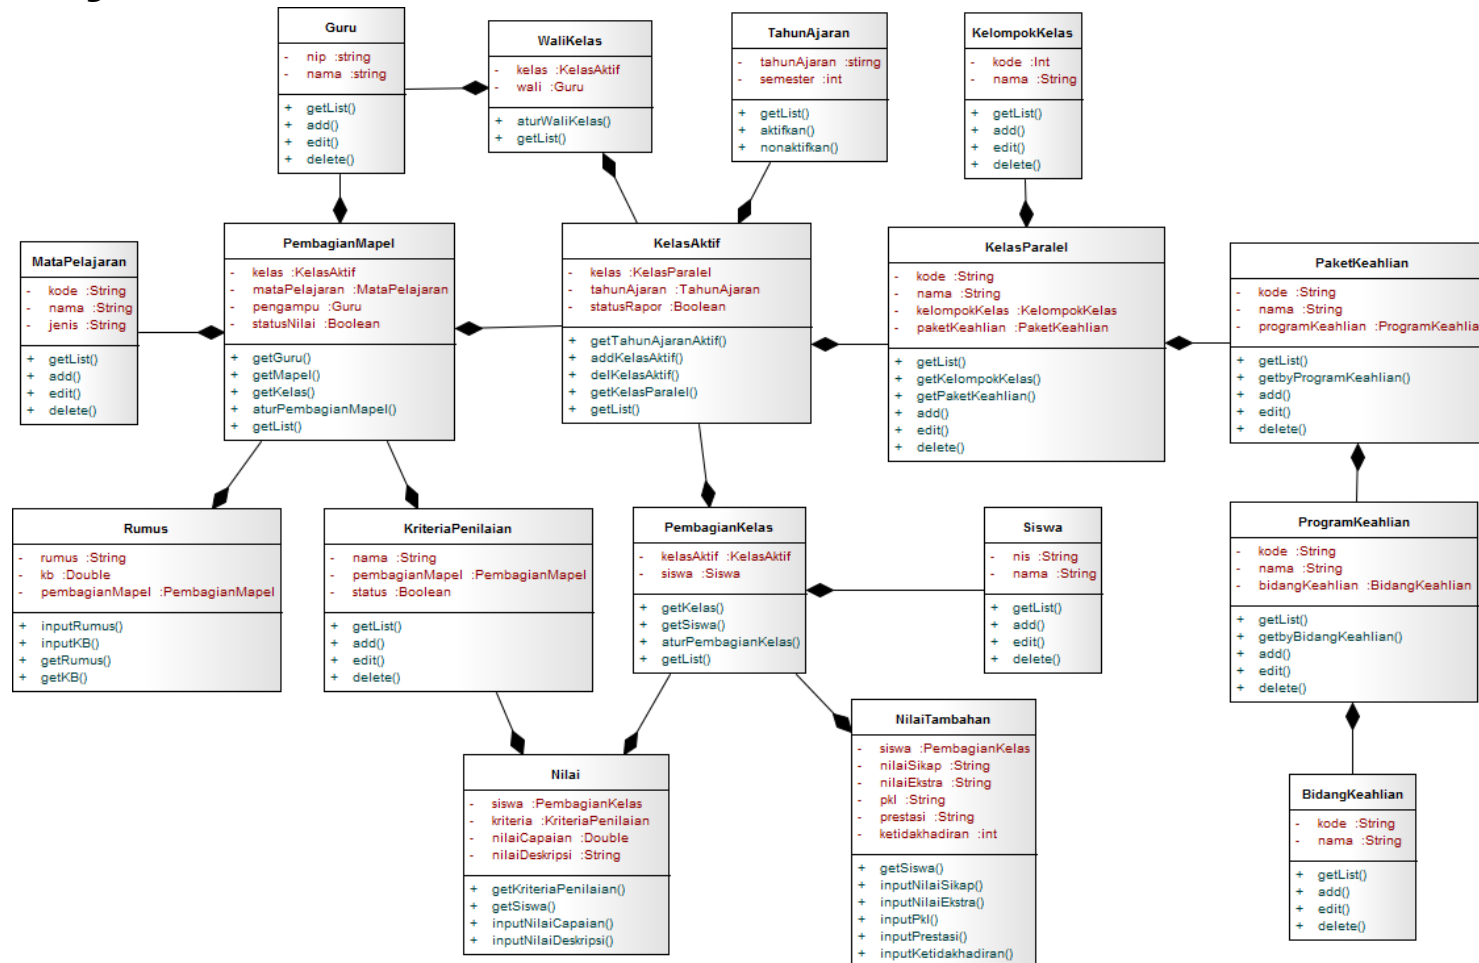 Guru
- nip :string
- nama :string
+ getList()
+ add()
+ edit()
+ delete()
WaliKelas
- kelas :KelasAktif
- wali :Guru
+ aturWaliKelas()
+ getList()
TahunAjaran
- tahunAjaran :stirng
- semester :int
+ getList()
+ aktifkan()
+ nonaktifkan()
KelompokKelas
- kode :Int
- nama :String
+ getList()
+ add()
+ edit()
+ delete()
MataPelajaran
- kode :String
- nama :String
- jenis :String
+ getList()
+ add()
+ edit()
+ delete()
PembagianMapel
- kelas :KelasAktif
- mataPelajaran :MataPelajaran
- pengampu :Guru
- statusNilai :Boolean
+ getGuru()
+ getMapel()
+ getKelas()
+ aturPembagianMapel()
+ getList()
KelasAktif
- kelas :KelasParalel
- tahunAjaran :TahunAjaran
- statusRapor :Boolean
+ getTahunAjaranAktif()
+ addKelasAktif()
+ delKelasAktif()
+ getKelasParalel()
+ getList()
KelasParalel
- kode :String
- nama :String
- kelompokKelas :KelompokKelas
- paketKeahlian :PaketKeahlian
+ getList()
+ getKelompokKelas()
+ getPaketKeahlian()
+ add()
+ edit()
+ delete()
PaketKeahlian
- kode :String
- nama :String
- programKeahlian :ProgramKeahlia
+ getList()
+ getbyProgramKeahlian()
+ add()
+ edit()
+ delete()
Rumus
- rumus :String
- kb :Double
- pembagianMapel :PembagianMapel
+ inputRumus()
+ inputKB()
+ getRumus()
+ getKB()
KriteriaPenilaian
- nama :String
- pembagianMapel :PembagianMapel
- status :Boolean
+ getList()
+ add()
+ edit()
+ delete()
PembagianKelas
- kelasAktif :KelasAktif
- siswa :Siswa
+ getKelas()
+ getSiswa()
+ aturPembagianKelas()
+ getList()
Siswa
- nis :String
- nama :String
+ getList()
+ add()
+ edit()
+ delete()
ProgramKeahlian
- kode :String
- nama :String
- bidangKeahlian :BidangKeahlian
+ getList()
+ getbyBidangKeahlian()
+ add()
+ edit()
+ delete()
Nilai
- siswa :PembagianKelas
- kriteria :KriteriaPenilaian
- nilaiCapaian :Double
- nilaiDeskripsi :String
+ getKriteriaPenilaian()
+ getSiswa()
+ inputNilaiCapaian()
+ inputNilaiDeskripsi()
NilaiTambahan
- siswa :PembagianKelas
- nilaiSikap :String
- nilaiEkstra :String
- pkl :String
- prestasi :String
- ketidakhadiran :int
+ getSiswa()
+ inputNilaiSikap()
+ inputNilaiEkstra()
+ inputPkl()
+ inputPrestasi()
+ inputKetidakhadiran()
BidangKeahlian
- kode :String
- nama :String
+ getList()
+ add()
+ edit()
+ delete()